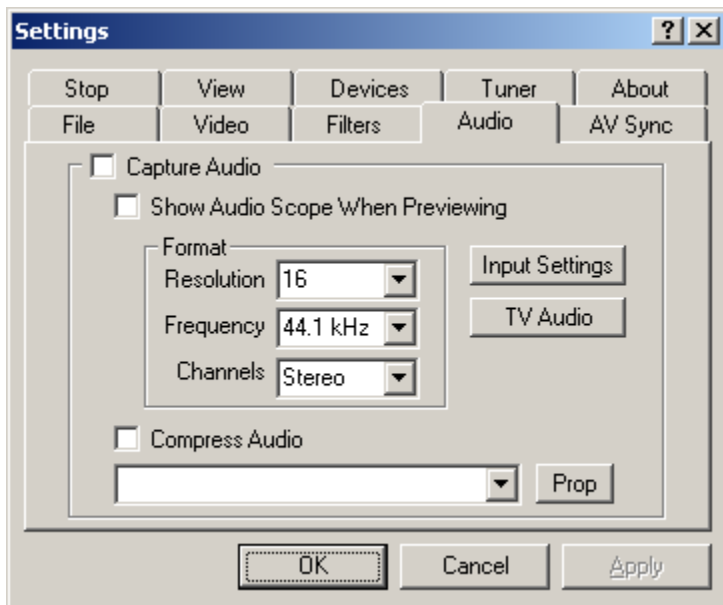 Settings
Stop View Devices Tuner About
File Video Filters Audio AV Sync
Capture Audio
Show Audio Scope When Previewing
Format
Resolution 16
Input Settings
Frequency 44.1 kHz
TV Audio
Channels Stereo
Compress Audio
Prop
OK Cancel Apply